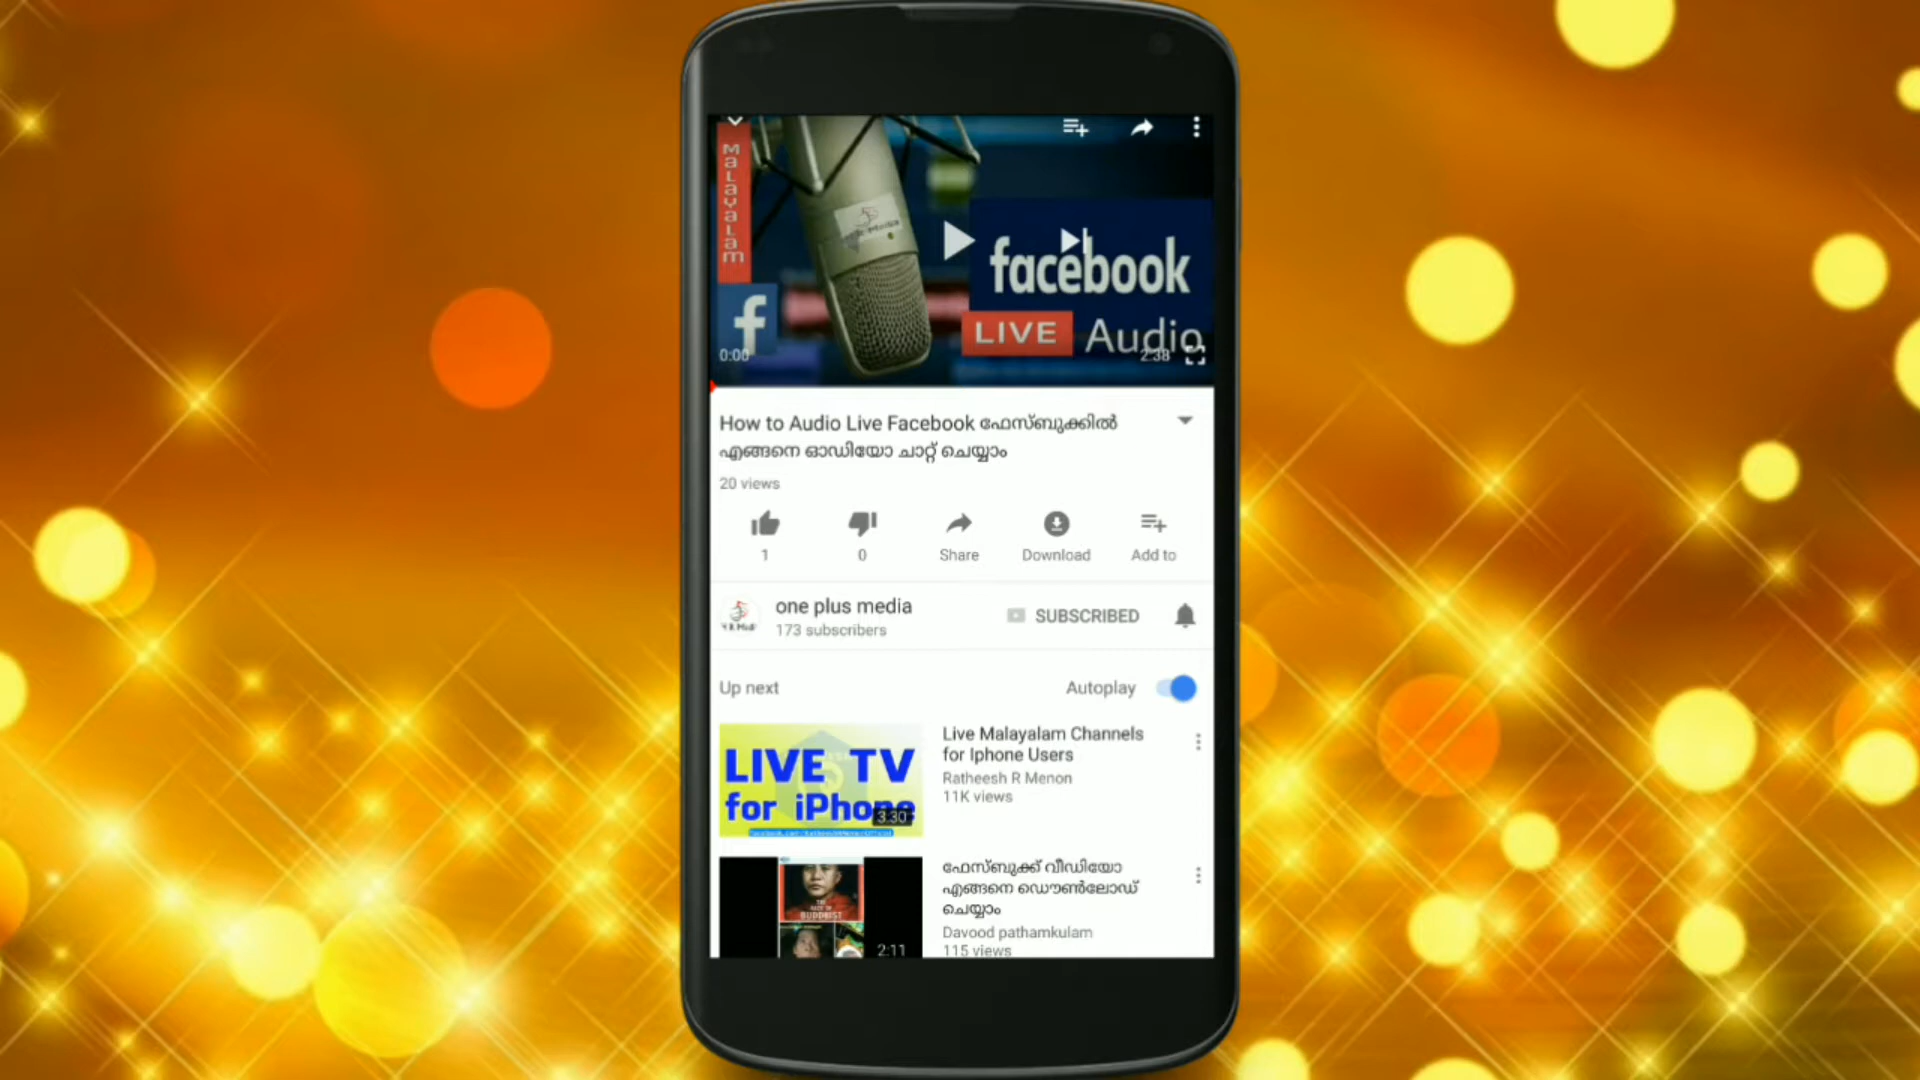 Malayalam
f
facebook
LIVE Audio
0:00
2:38
How to Audio Live Facebook ഫേസ്ബുക്കിൽ
എങ്ങനെ ഓഡിയോ ചാറ്റ് ചെയ്യാം
20 views
1
0
Share
Download
Add to
one plus media
173 subscribers
SUBSCRIBED
Up next
Autoplay
LIVE TV
for iPhone
3:30
Live Malayalam Channels
for Iphone Users
Ratheesh R Menon
11K views
BUDDHIST
2:11
ഫേസ്ബുക്ക് വീഡിയോ
എങ്ങനെ ഡൌൺലോഡ്
ചെയ്യാം
Davood pathamkulam
115 views